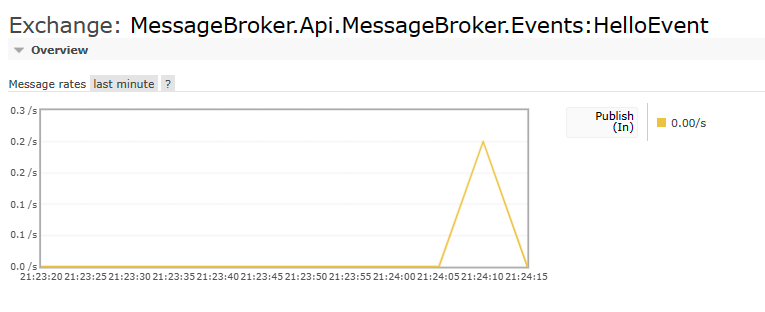 Exchange: MessageBroker.Api.MessageBroker.Events:HelloEvent
Overview
Message rates last minute ?
0.3 /s
0.2 /s
0.2 /s
0.1 /s
0.1 /s
0.0 /s
21:23:20 21:23:25 21:23:30 21:23:35 21:23:40 21:23:45 21:23:50 21:23:55 21:24:00 21:24:05 21:24:10 21:24:15
Publish
(In)
0.00/s